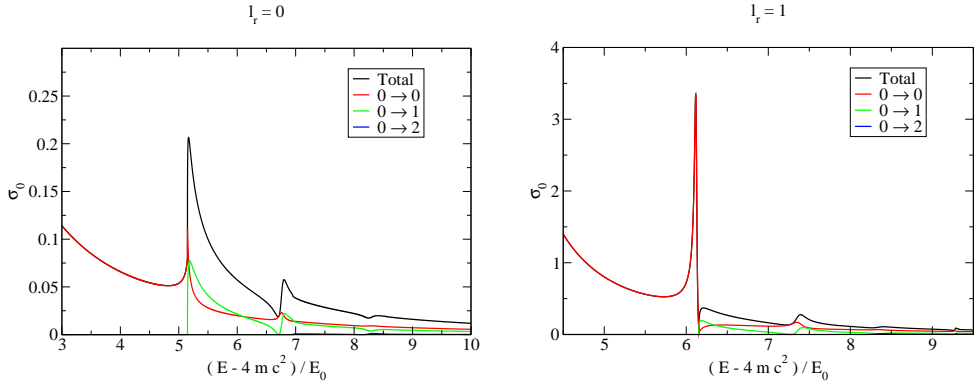 l_r = 0
0.25
0.2
0.15
0.1
0.05
0
σ_0
3 4 5 6 7 8 9 10
( E - 4 m c^2 ) / E_0
Total
0 → 0
0 → 1
0 → 2
l_r = 1
4
3
2
1
0
σ_0
5 6 7 8 9
( E - 4 m c^2 ) / E_0
Total
0 → 0
0 → 1
0 → 2